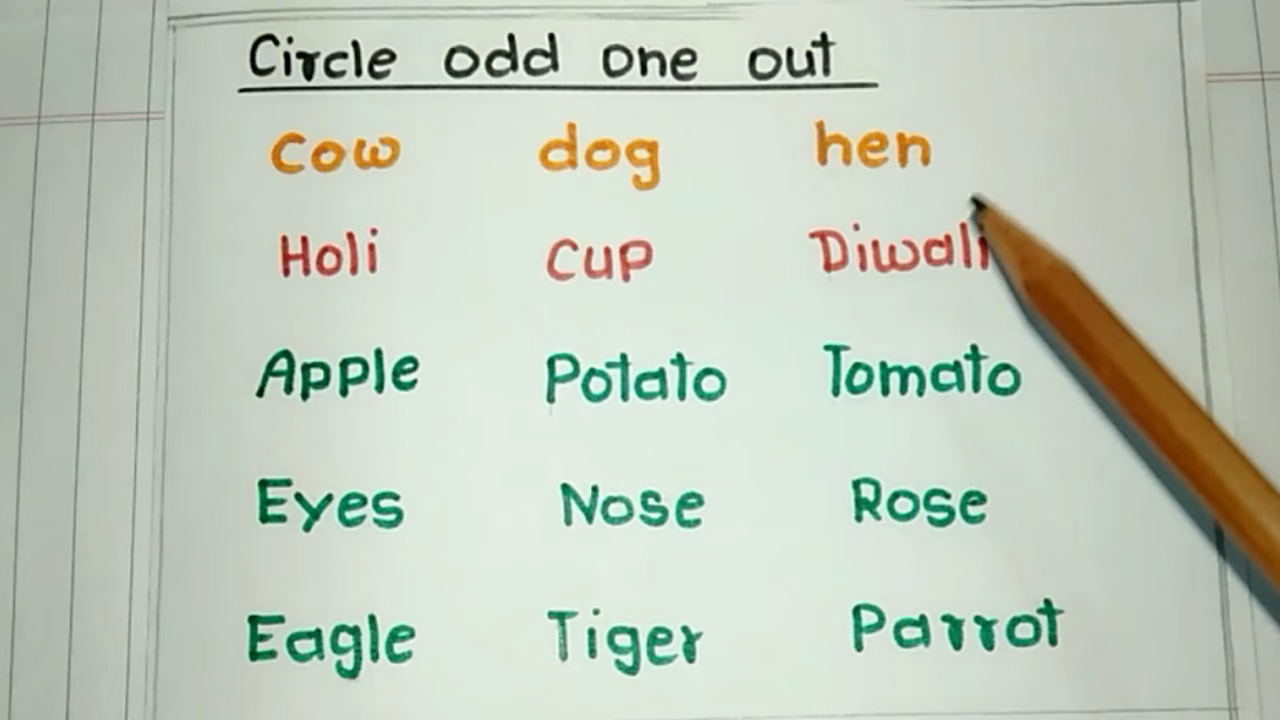 Circle odd one out
Cow dog hen
Holi Cup Diwali
Apple Potato Tomato
Eyes Nose Rose
Eagle Tiger Parrot